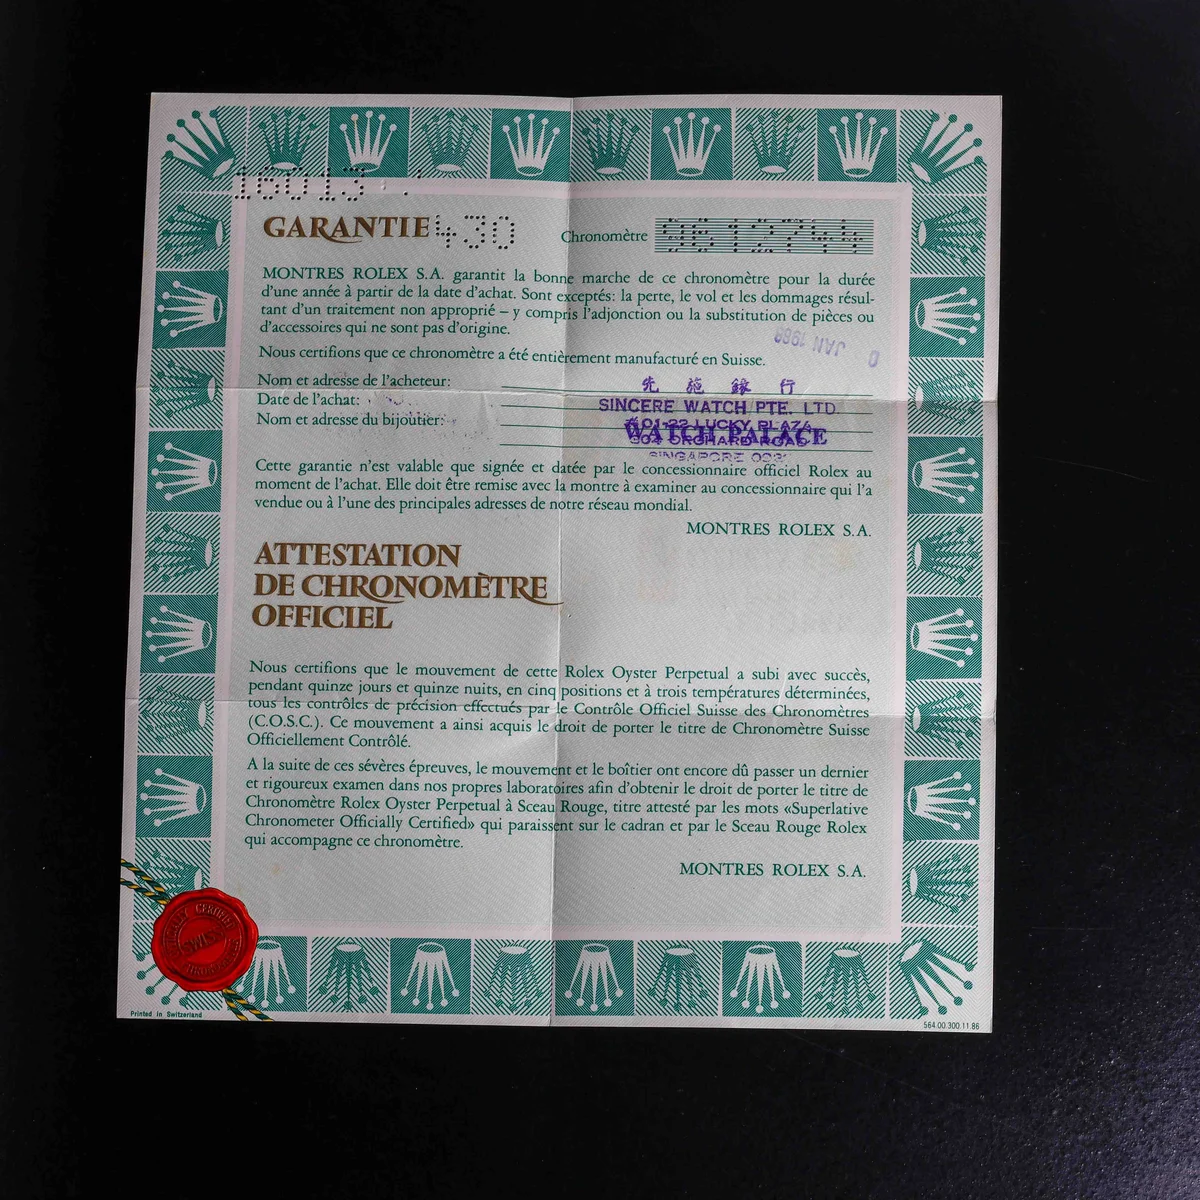 16013
GARANTIE 430 Chronomètre 9612744
MONTRES ROLEX S.A. garantit la bonne marche de ce chronomètre pour la durée
d'une année à partir de la date d'achat. Sont exceptés: la perte, le vol et les dommages résul-
tant d'un traitement non approprié – y compris l'adjonction ou la substitution de pièces ou
d'accessoires qui ne sont pas d'origine.
JAN 1988
Nous certifions que ce chronomètre a été entièrement manufacturé en Suisse.
Nom et adresse de l'acheteur:
Date de l'achat:
Nom et adresse du bijoutier:
先 施 錶 行
SINCERE WATCH PTE. LTD.
#01-22 LUCKY PLAZA
WATCH PALACE
304 ORCHARD ROAD
SINGAPORE
Cette garantie n'est valable que signée et datée par le concessionnaire officiel Rolex au
moment de l'achat. Elle doit être remise avec la montre à examiner au concessionnaire qui l'a
vendue ou à l'une des principales adresses de notre réseau mondial.
MONTRES ROLEX S.A.
ATTESTATION
DE CHRONOMÈTRE
OFFICIEL
Nous certifions que le mouvement de cette Rolex Oyster Perpetual a subi avec succès,
pendant quinze jours et quinze nuits, en cinq positions et à trois températures déterminées,
tous les contrôles de précision effectués par le Contrôle Officiel Suisse des Chronomètres
(C.O.S.C.). Ce mouvement a ainsi acquis le droit de porter le titre de Chronomètre Suisse
Officiellement Contrôlé.
A la suite de ces sévères épreuves, le mouvement et le boîtier ont encore dû passer un dernier
et rigoureux examen dans nos propres laboratoires afin d'obtenir le droit de porter le titre de
Chronomètre Rolex Oyster Perpetual à Sceau Rouge, titre attesté par les mots «Superlative
Chronometer Officially Certified» qui paraissent sur le cadran et par le Sceau Rouge Rolex
qui accompagne ce chronomètre.
MONTRES ROLEX S.A.
SWISS
Printed in Switzerland
564.00.300.11.86